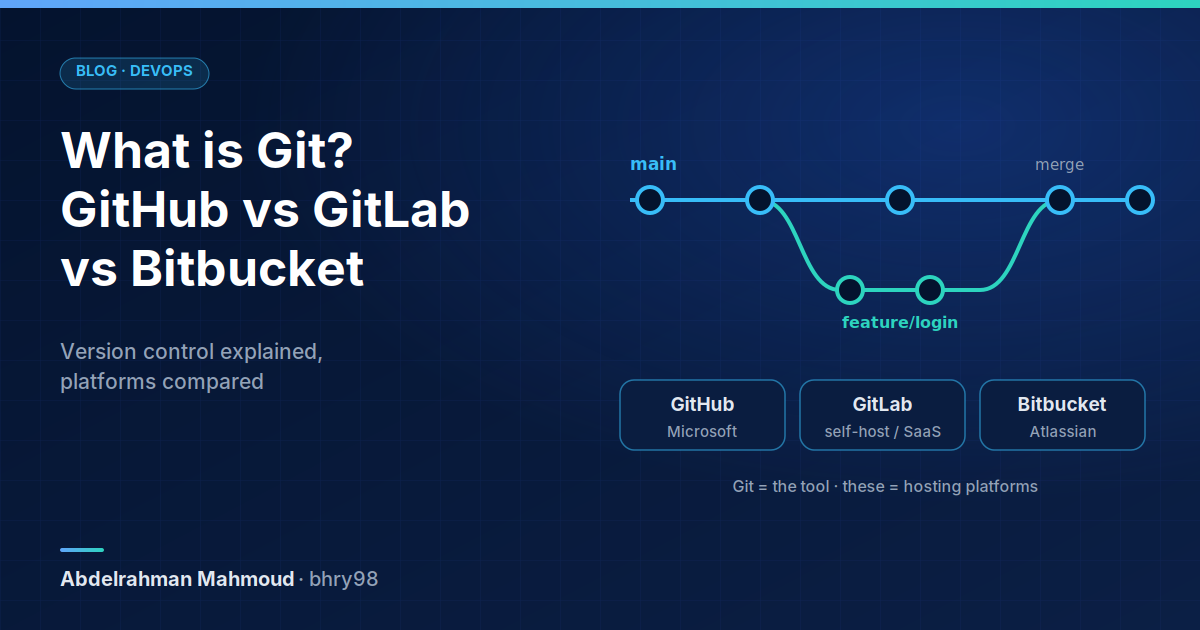 BLOG · DEVOPS
What is Git?
GitHub vs GitLab
vs Bitbucket
Version control explained,
platforms compared
Abdelrahman Mahmoud · bhry98
main
merge
feature/login
GitHub
Microsoft
GitLab
self-host / SaaS
Bitbucket
Atlassian
Git = the tool · these = hosting platforms